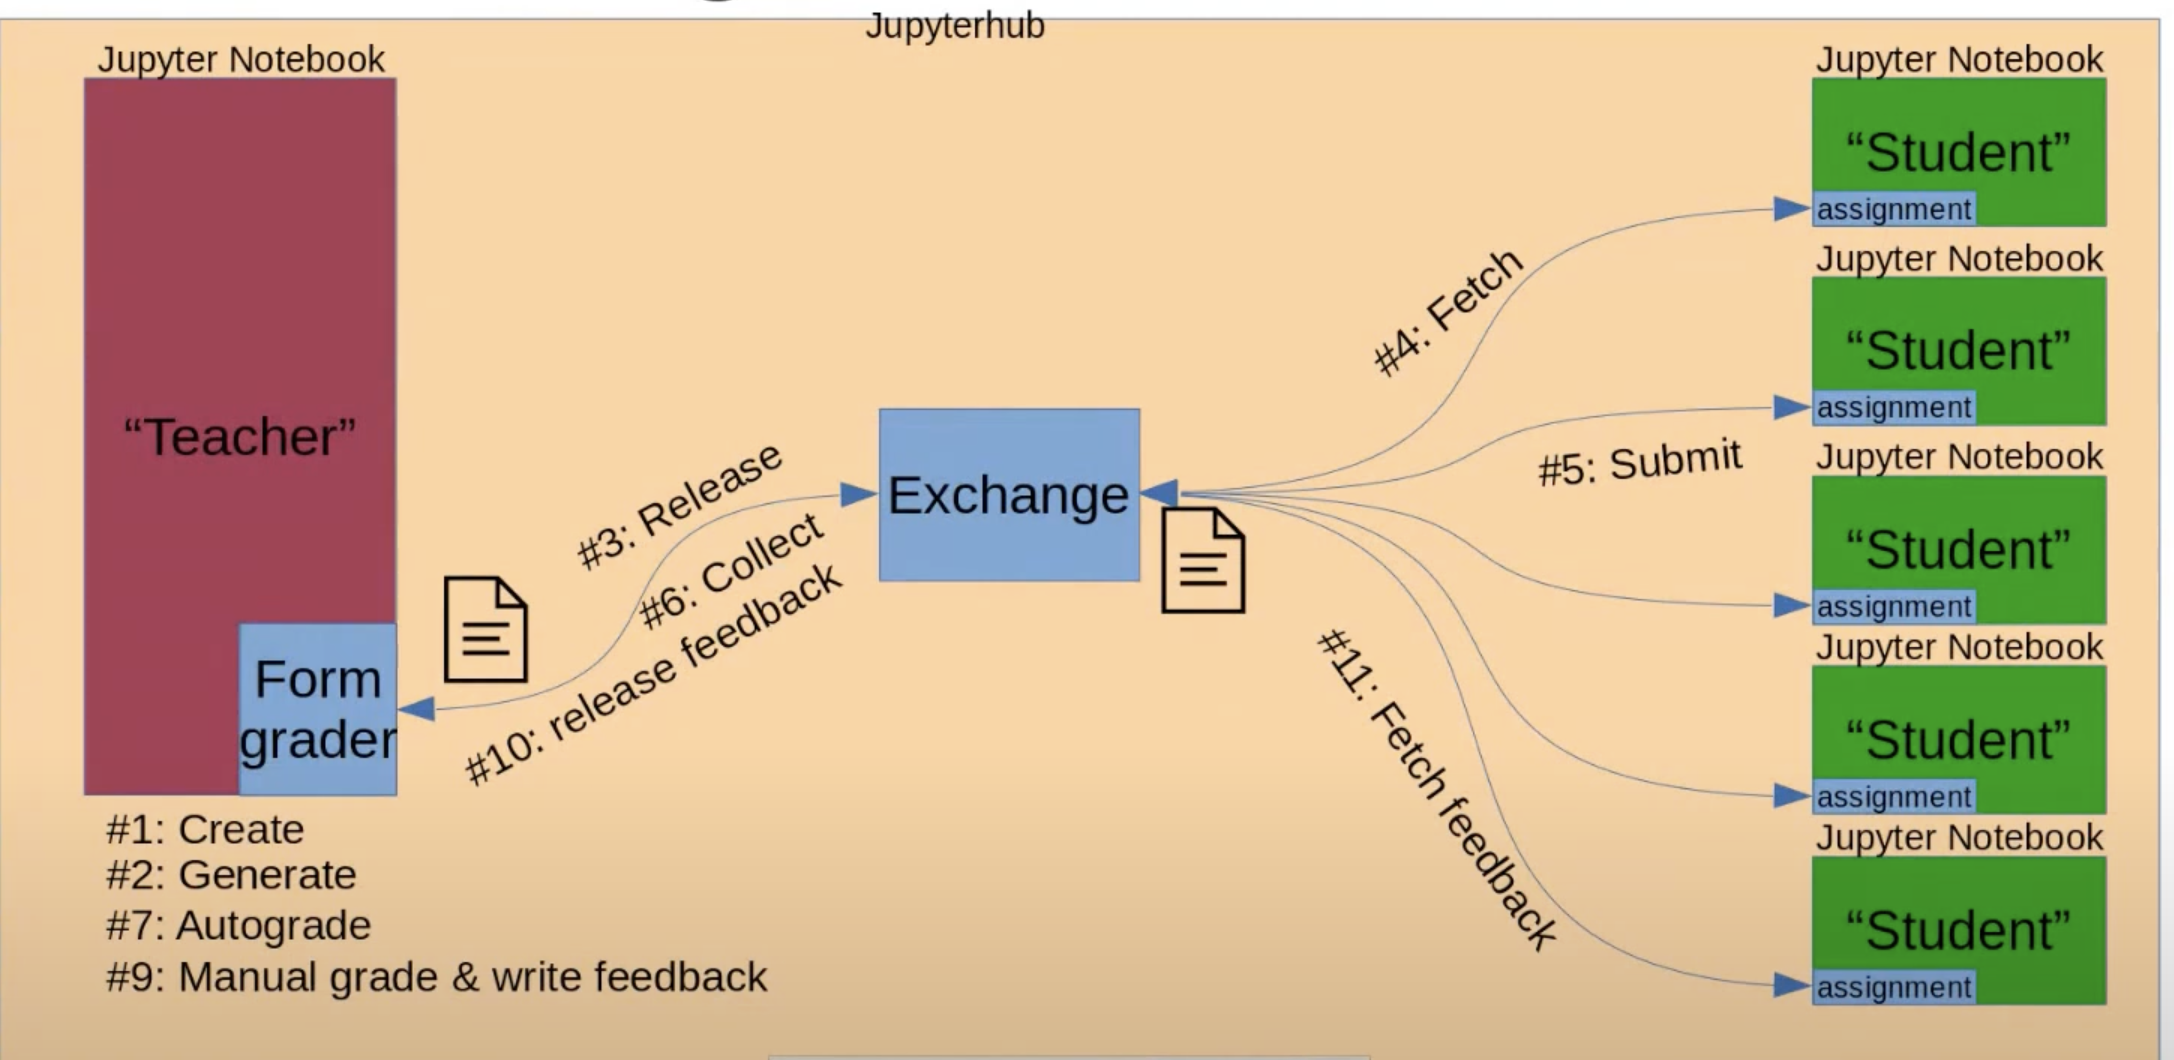 Jupyterhub
Jupyter Notebook
“Teacher”
Form
grader
#1: Create
#2: Generate
#7: Autograde
#9: Manual grade & write feedback
#3: Release
#6: Collect
#10: release feedback
Exchange
#4: Fetch
#5: Submit
#11: Fetch feedback
Jupyter Notebook
“Student”
assignment
Jupyter Notebook
“Student”
assignment
Jupyter Notebook
“Student”
assignment
Jupyter Notebook
“Student”
assignment
Jupyter Notebook
“Student”
assignment